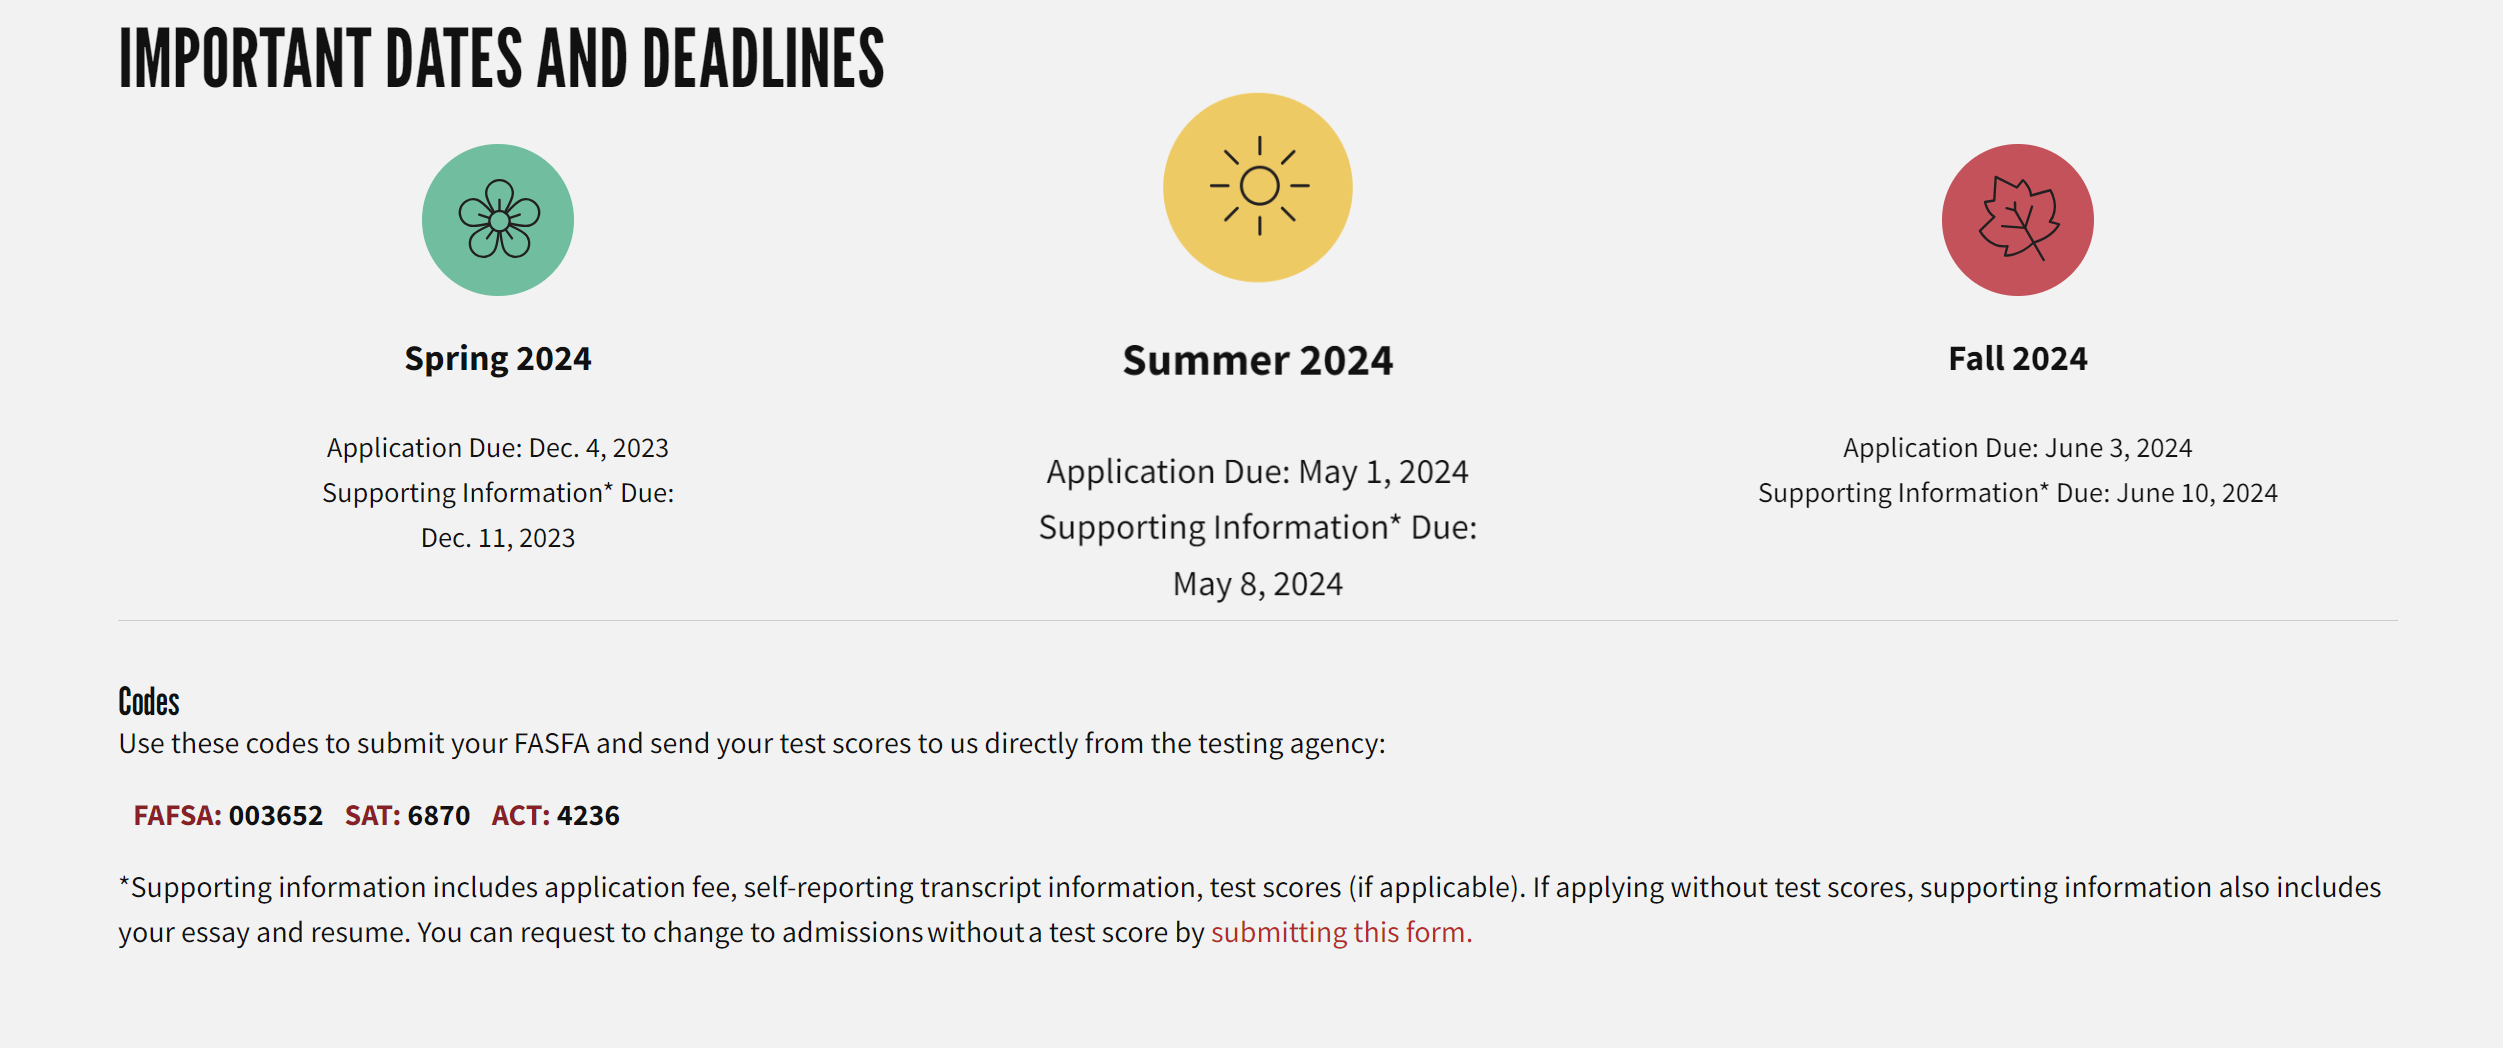 IMPORTANT DATES AND DEADLINES
Spring 2024
Application Due: Dec. 4, 2023
Supporting Information* Due:
Dec. 11, 2023
Summer 2024
Application Due: May 1, 2024
Supporting Information* Due:
May 8, 2024
Fall 2024
Application Due: June 3, 2024
Supporting Information* Due: June 10, 2024
Codes
Use these codes to submit your FASFA and send your test scores to us directly from the testing agency:
FAFSA: 003652 SAT: 6870 ACT: 4236
*Supporting information includes application fee, self-reporting transcript information, test scores (if applicable). If applying without test scores, supporting information also includes
your essay and resume. You can request to change to admissions without a test score by submitting this form.